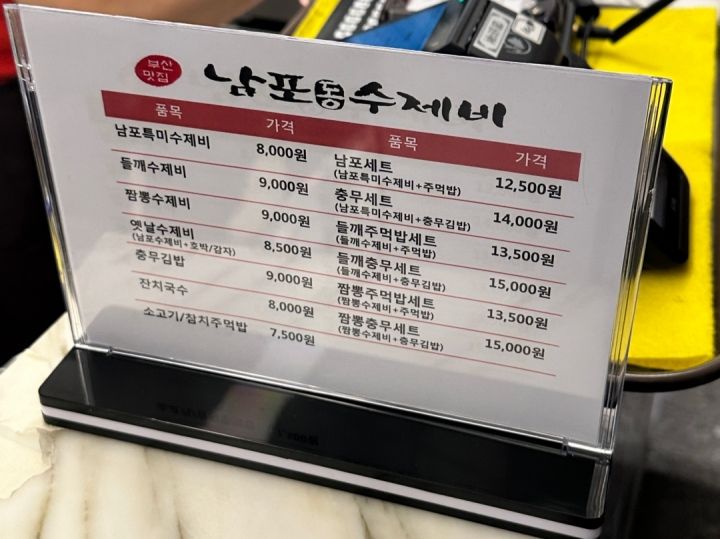 부산
맛집
남포동수제비
품목 가격 품목 가격
남포특미수제비 8,000원 남포세트 12,500원
(남포특미수제비+주먹밥)
들깨수제비 9,000원 충무세트 14,000원
(남포특미수제비+충무김밥)
짬뽕수제비 9,000원 들깨주먹밥세트 13,500원
(들깨수제비+주먹밥)
옛날수제비 8,500원 들깨충무세트 15,000원
(남포수제비+호박/감자) (들깨수제비+충무김밥)
충무김밥 9,000원 짬뽕주먹밥세트 13,500원
(짬뽕수제비+주먹밥)
잔치국수 8,000원 짬뽕충무세트 15,000원
(짬뽕수제비+충무김밥)
소고기/참치주먹밥 7,500원